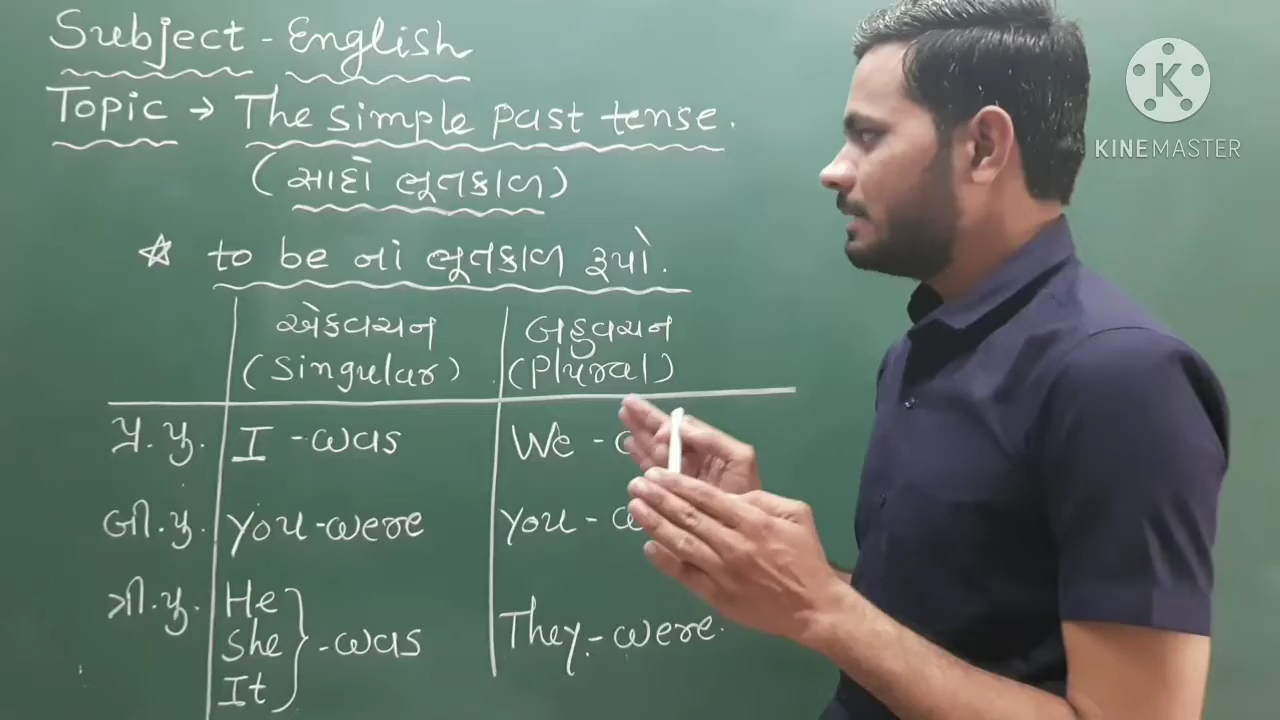 Subject - English
Topic → The simple past tense.
(સાદો ભૂતકાળ)
☆ to be નાં ભૂતકાળ રૂપો.
એકવચન બહુવચન
(Singular) (Plural)
પ્ર.પુ. I - was We -
બી.પુ. you - were you -
ત્રી.પુ. He
She - was They - were.
It
K
KINEMASTER